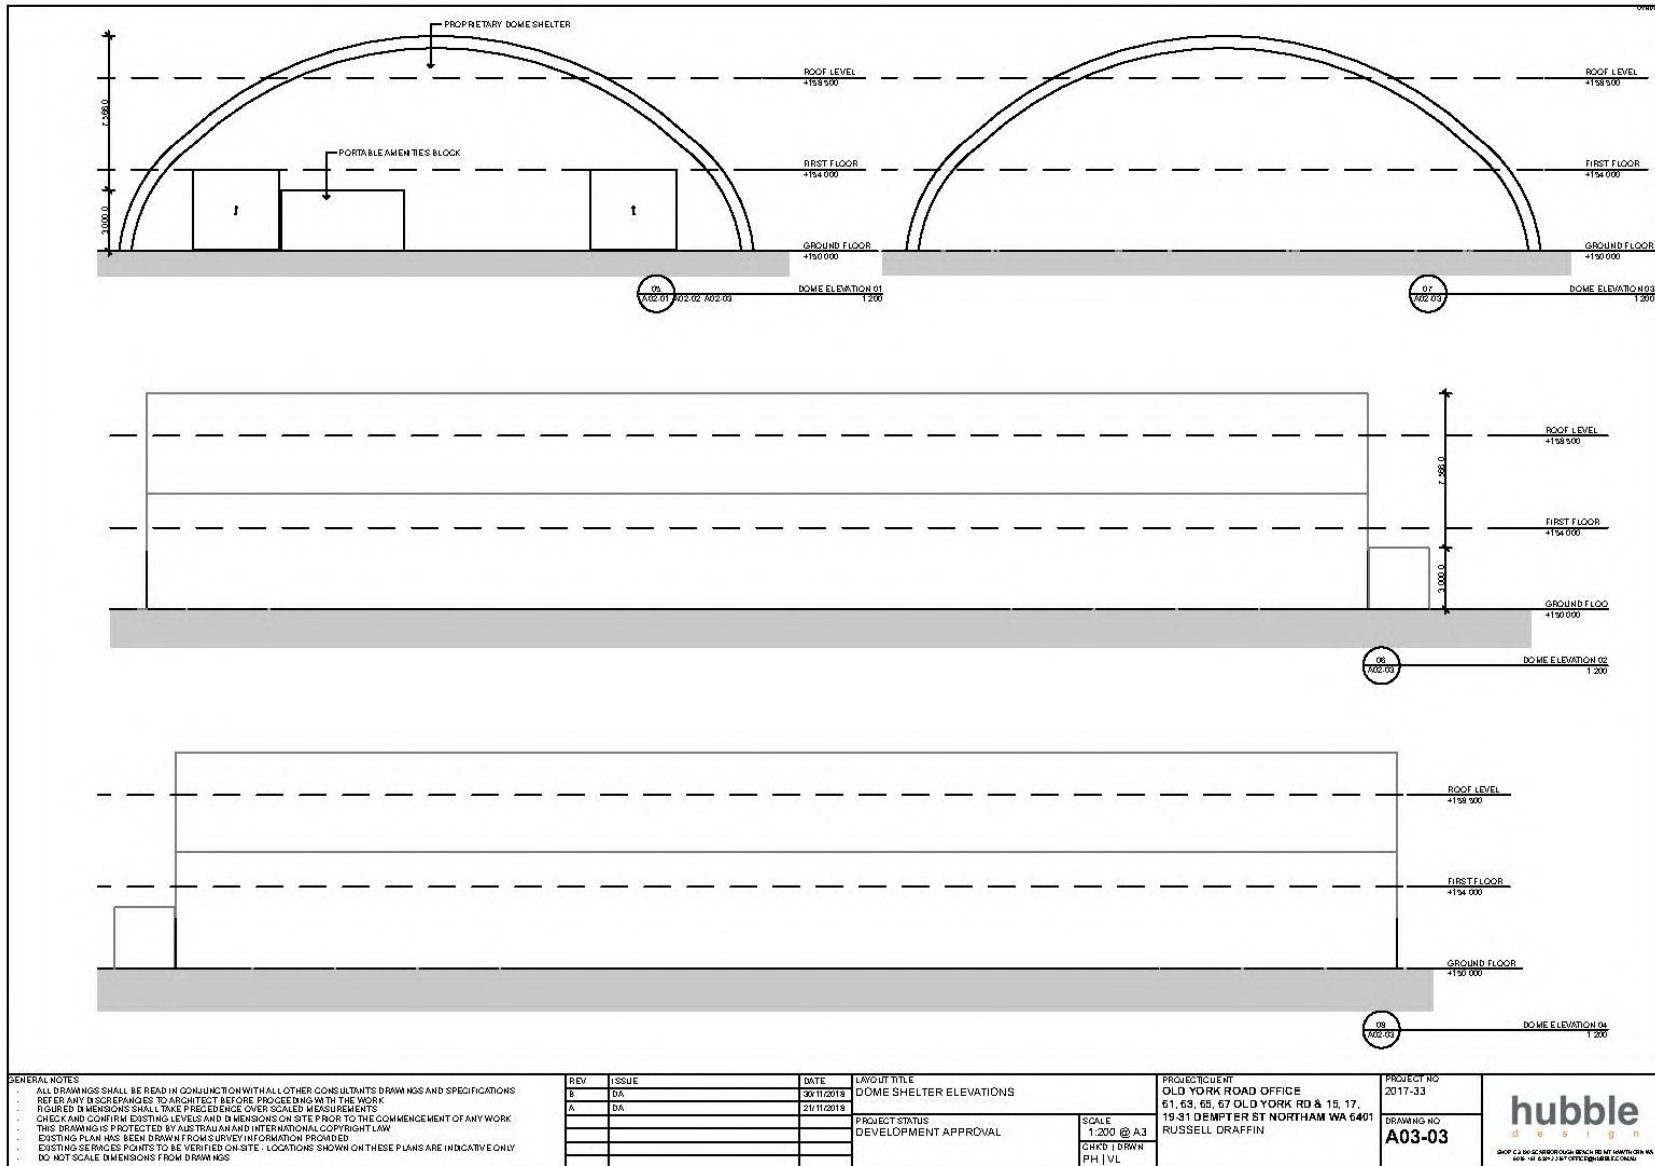 PROPRIETARY DOME SHELTER
ROOF LEVEL
+158 500
PORTABLE AMENITIES BLOCK
FIRST FLOOR
+154 000
3,000.0
GROUND FLOOR
+150 000
05
A02-01 A02-02 A02-03
DOME ELEVATION 01
1:200
ROOF LEVEL
+158 500
FIRST FLOOR
+154 000
GROUND FLOOR
+150 000
07
A02-03
DOME ELEVATION 03
1:200
ROOF LEVEL
+158 500
FIRST FLOOR
+154 000
3,000.0
GROUND FLOO
+150 000
06
A02-03
DOME ELEVATION 02
1:200
ROOF LEVEL
+158 500
FIRST FLOOR
+154 000
GROUND FLOOR
+150 000
A02-03
DOME ELEVATION 04
1:200
GENERAL NOTES
- ALL DRAWINGS SHALL BE READ IN CONJUNCTION WITH ALL OTHER CONSULTANTS DRAWINGS AND SPECIFICATIONS
- REFER ANY DISCREPANCIES TO ARCHITECT BEFORE PROCEEDING WITH THE WORK
- FIGURED DIMENSIONS SHALL TAKE PRECEDENCE OVER SCALED MEASUREMENTS
- CHECK AND CONFIRM EXISTING LEVELS AND DIMENSIONS ON SITE PRIOR TO THE COMMENCEMENT OF ANY WORK
- THIS DRAWING IS PROTECTED BY AUSTRALIAN AND INTERNATIONAL COPYRIGHT LAW
- EXISTING PLAN HAS BEEN DRAWN FROM SURVEY INFORMATION PROVIDED
- EXISTING SERVICES POINTS TO BE VERIFIED ON-SITE - LOCATIONS SHOWN ON THESE PLANS ARE INDICATIVE ONLY
- DO NOT SCALE DIMENSIONS FROM DRAWINGS
REV ISSUE DATE
B DA 30/11/2018
A DA 21/11/2018
LAYOUT TITLE
DOME SHELTER ELEVATIONS
PROJECT STATUS
DEVELOPMENT APPROVAL
SCALE
1:200 @ A3
CHK'D | DRWN
PH | VL
PROJECT|CLIENT
OLD YORK ROAD OFFICE
61, 63, 65, 67 OLD YORK RD & 15, 17,
19-31 DEMPTER ST NORTHAM WA 6401
RUSSELL DRAFFIN
PROJECT NO
2017-33
DRAWING NO
A03-03
hubble
design